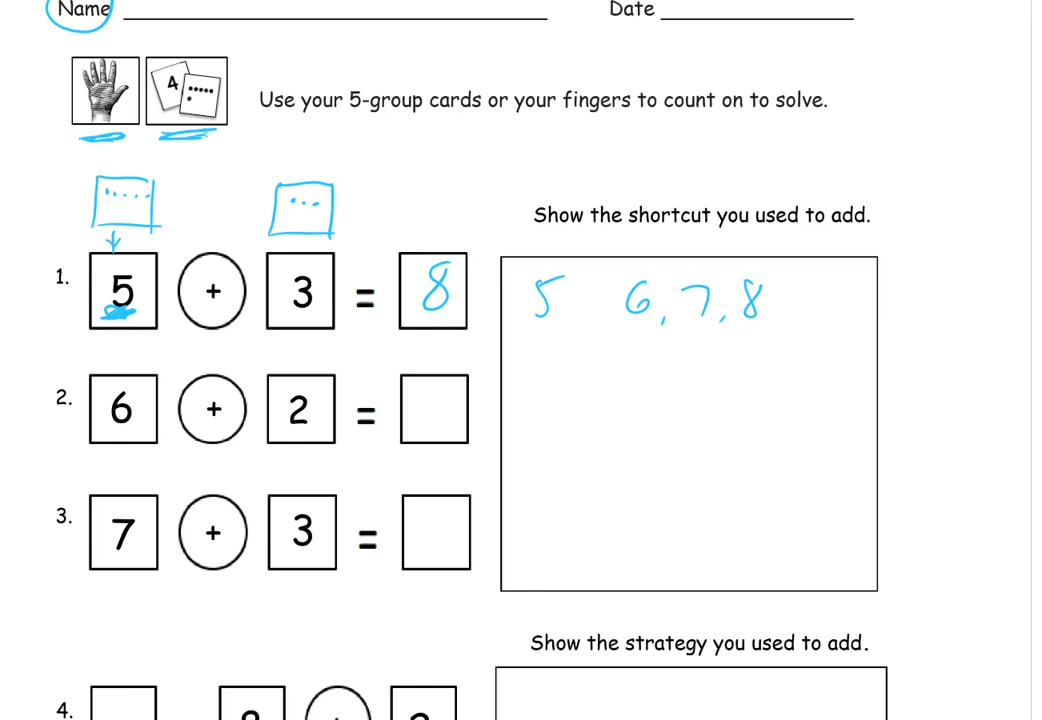 Name Date
4
Use your 5-group cards or your fingers to count on to solve.
Show the shortcut you used to add.
1. 5 + 3 = 8
5 6, 7, 8
2. 6 + 2 =
3. 7 + 3 =
Show the strategy you used to add.
4.